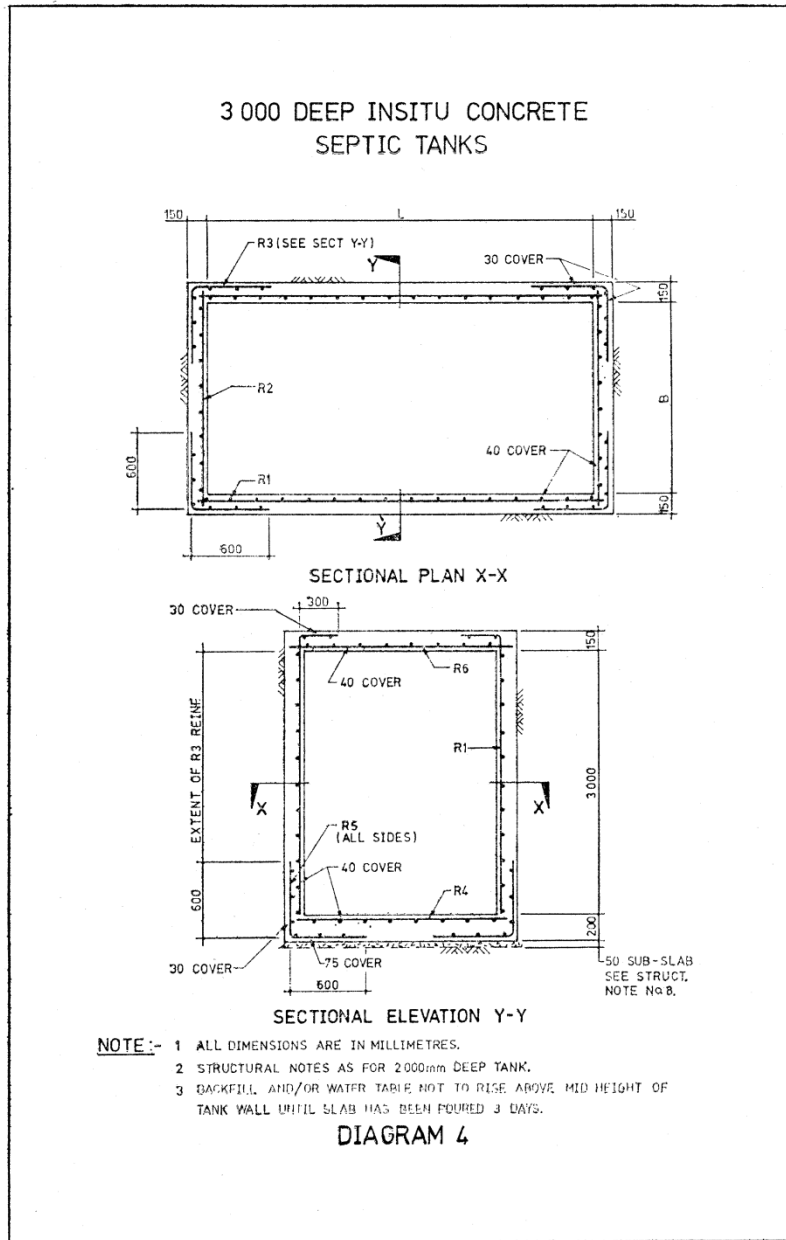 3 000 DEEP INSITU CONCRETE
SEPTIC TANKS
150
L
150
R3 (SEE SECT Y-Y)
Y
30 COVER
150
R2
B
600
40 COVER
R1
150
Y
600
SECTIONAL PLAN X-X
30 COVER
300
150
40 COVER
R6
EXTENT OF R3 REINF
R1
3000
X
X
R5
(ALL SIDES)
40 COVER
R4
600
200
30 COVER
75 COVER
600
50 SUB-SLAB
SEE STRUCT.
NOTE No 8.
SECTIONAL ELEVATION Y-Y
NOTE:- 1 ALL DIMENSIONS ARE IN MILLIMETRES.
2 STRUCTURAL NOTES AS FOR 2000mm DEEP TANK.
3 BACKFILL AND/OR WATER TABLE NOT TO RISE ABOVE MID HEIGHT OF
TANK WALL UNTIL SLAB HAS BEEN POURED 3 DAYS.
DIAGRAM 4